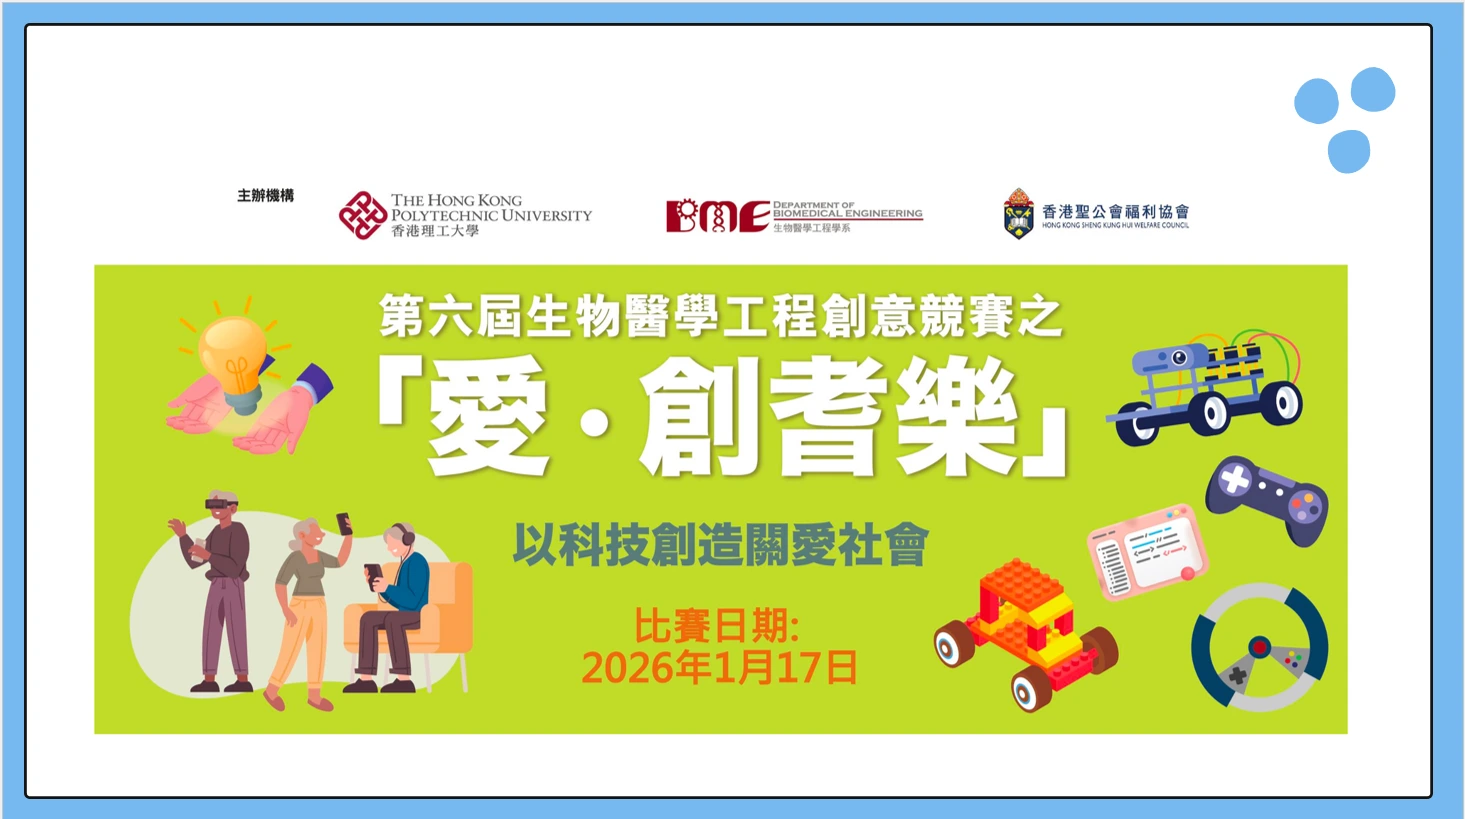 主辦機構
THE HONG KONG
POLYTECHNIC UNIVERSITY
香港理工大學
BME
DEPARTMENT OF
BIOMEDICAL ENGINEERING
生物醫學工程學系
香港聖公會福利協會
HONG KONG SHENG KUNG HUI WELFARE COUNCIL
第六屆生物醫學工程創意競賽之
「愛·創耆樂」
以科技創造關愛社會
比賽日期:
2026年1月17日